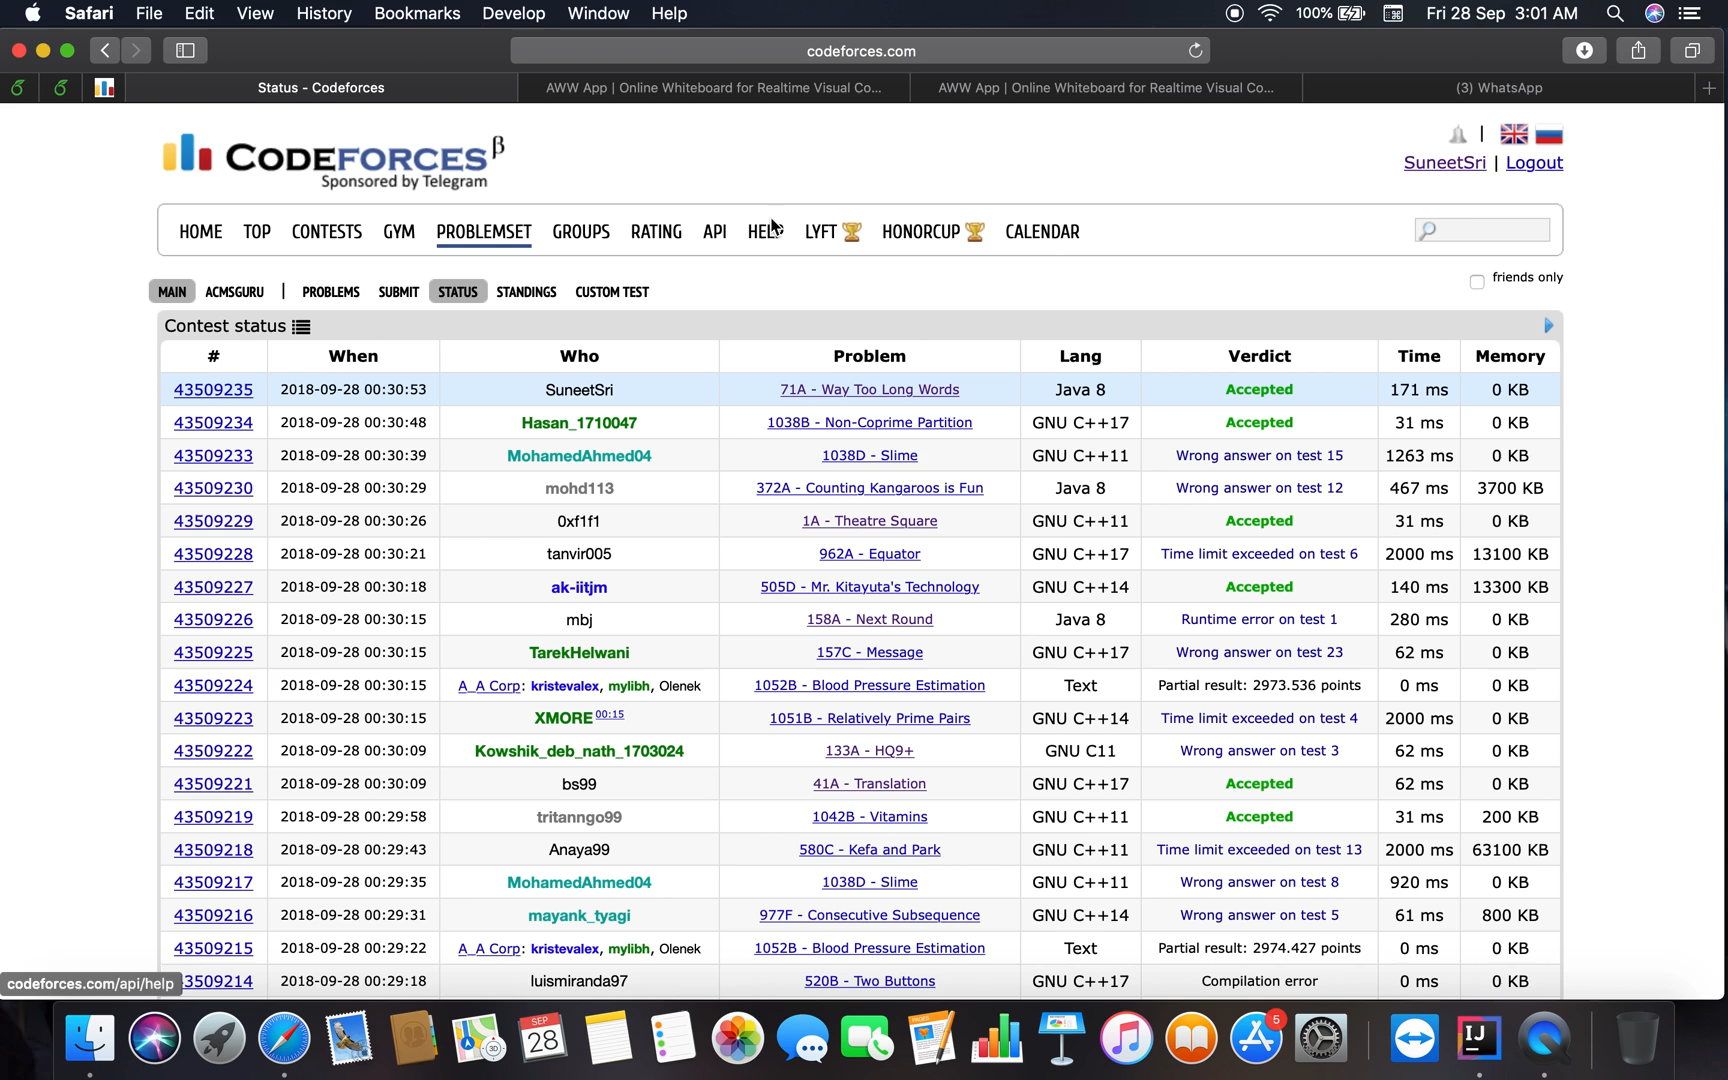 Safari File Edit View History Bookmarks Develop Window Help 100% Fri 28 Sep 3:01 AM
codeforces.com
Status - Codeforces AWW App | Online Whiteboard for Realtime Visual Co... AWW App | Online Whiteboard for Realtime Visual Co... (3) WhatsApp
CODEFORCES β
Sponsored by Telegram
SuneetSri | Logout
HOME TOP CONTESTS GYM PROBLEMSET GROUPS RATING API HELP LYFT HONORCUP CALENDAR
MAIN ACMSGURU | PROBLEMS SUBMIT STATUS STANDINGS CUSTOM TEST friends only
Contest status
# When Who Problem Lang Verdict Time Memory
43509235 2018-09-28 00:30:53 SuneetSri 71A - Way Too Long Words Java 8 Accepted 171 ms 0 KB
43509234 2018-09-28 00:30:48 Hasan_1710047 1038B - Non-Coprime Partition GNU C++17 Accepted 31 ms 0 KB
43509233 2018-09-28 00:30:39 MohamedAhmed04 1038D - Slime GNU C++11 Wrong answer on test 15 1263 ms 0 KB
43509230 2018-09-28 00:30:29 mohd113 372A - Counting Kangaroos is Fun Java 8 Wrong answer on test 12 467 ms 3700 KB
43509229 2018-09-28 00:30:26 0xf1f1 1A - Theatre Square GNU C++11 Accepted 31 ms 0 KB
43509228 2018-09-28 00:30:21 tanvir005 962A - Equator GNU C++17 Time limit exceeded on test 6 2000 ms 13100 KB
43509227 2018-09-28 00:30:18 ak-iitjm 505D - Mr. Kitayuta's Technology GNU C++14 Accepted 140 ms 13300 KB
43509226 2018-09-28 00:30:15 mbj 158A - Next Round Java 8 Runtime error on test 1 280 ms 0 KB
43509225 2018-09-28 00:30:15 TarekHelwani 157C - Message GNU C++17 Wrong answer on test 23 62 ms 0 KB
43509224 2018-09-28 00:30:15 A_A Corp: kristevalex, mylibh, Olenek 1052B - Blood Pressure Estimation Text Partial result: 2973.536 points 0 ms 0 KB
43509223 2018-09-28 00:30:15 XMORE 00:15 1051B - Relatively Prime Pairs GNU C++14 Time limit exceeded on test 4 2000 ms 0 KB
43509222 2018-09-28 00:30:09 Kowshik_deb_nath_1703024 133A - HQ9+ GNU C11 Wrong answer on test 3 62 ms 0 KB
43509221 2018-09-28 00:30:09 bs99 41A - Translation GNU C++17 Accepted 62 ms 0 KB
43509219 2018-09-28 00:29:58 tritanngo99 1042B - Vitamins GNU C++11 Accepted 31 ms 200 KB
43509218 2018-09-28 00:29:43 Anaya99 580C - Kefa and Park GNU C++11 Time limit exceeded on test 13 2000 ms 63100 KB
43509217 2018-09-28 00:29:35 MohamedAhmed04 1038D - Slime GNU C++11 Wrong answer on test 8 920 ms 0 KB
43509216 2018-09-28 00:29:31 mayank_tyagi 977F - Consecutive Subsequence GNU C++14 Wrong answer on test 5 61 ms 800 KB
43509215 2018-09-28 00:29:22 A_A Corp: kristevalex, mylibh, Olenek 1052B - Blood Pressure Estimation Text Partial result: 2974.427 points 0 ms 0 KB
codeforces.com/api/help 3509214 2018-09-28 00:29:18 luismiranda97 520B - Two Buttons GNU C++17 Compilation error 0 ms 0 KB
SEP
28
3D
PAGES
5
IJ